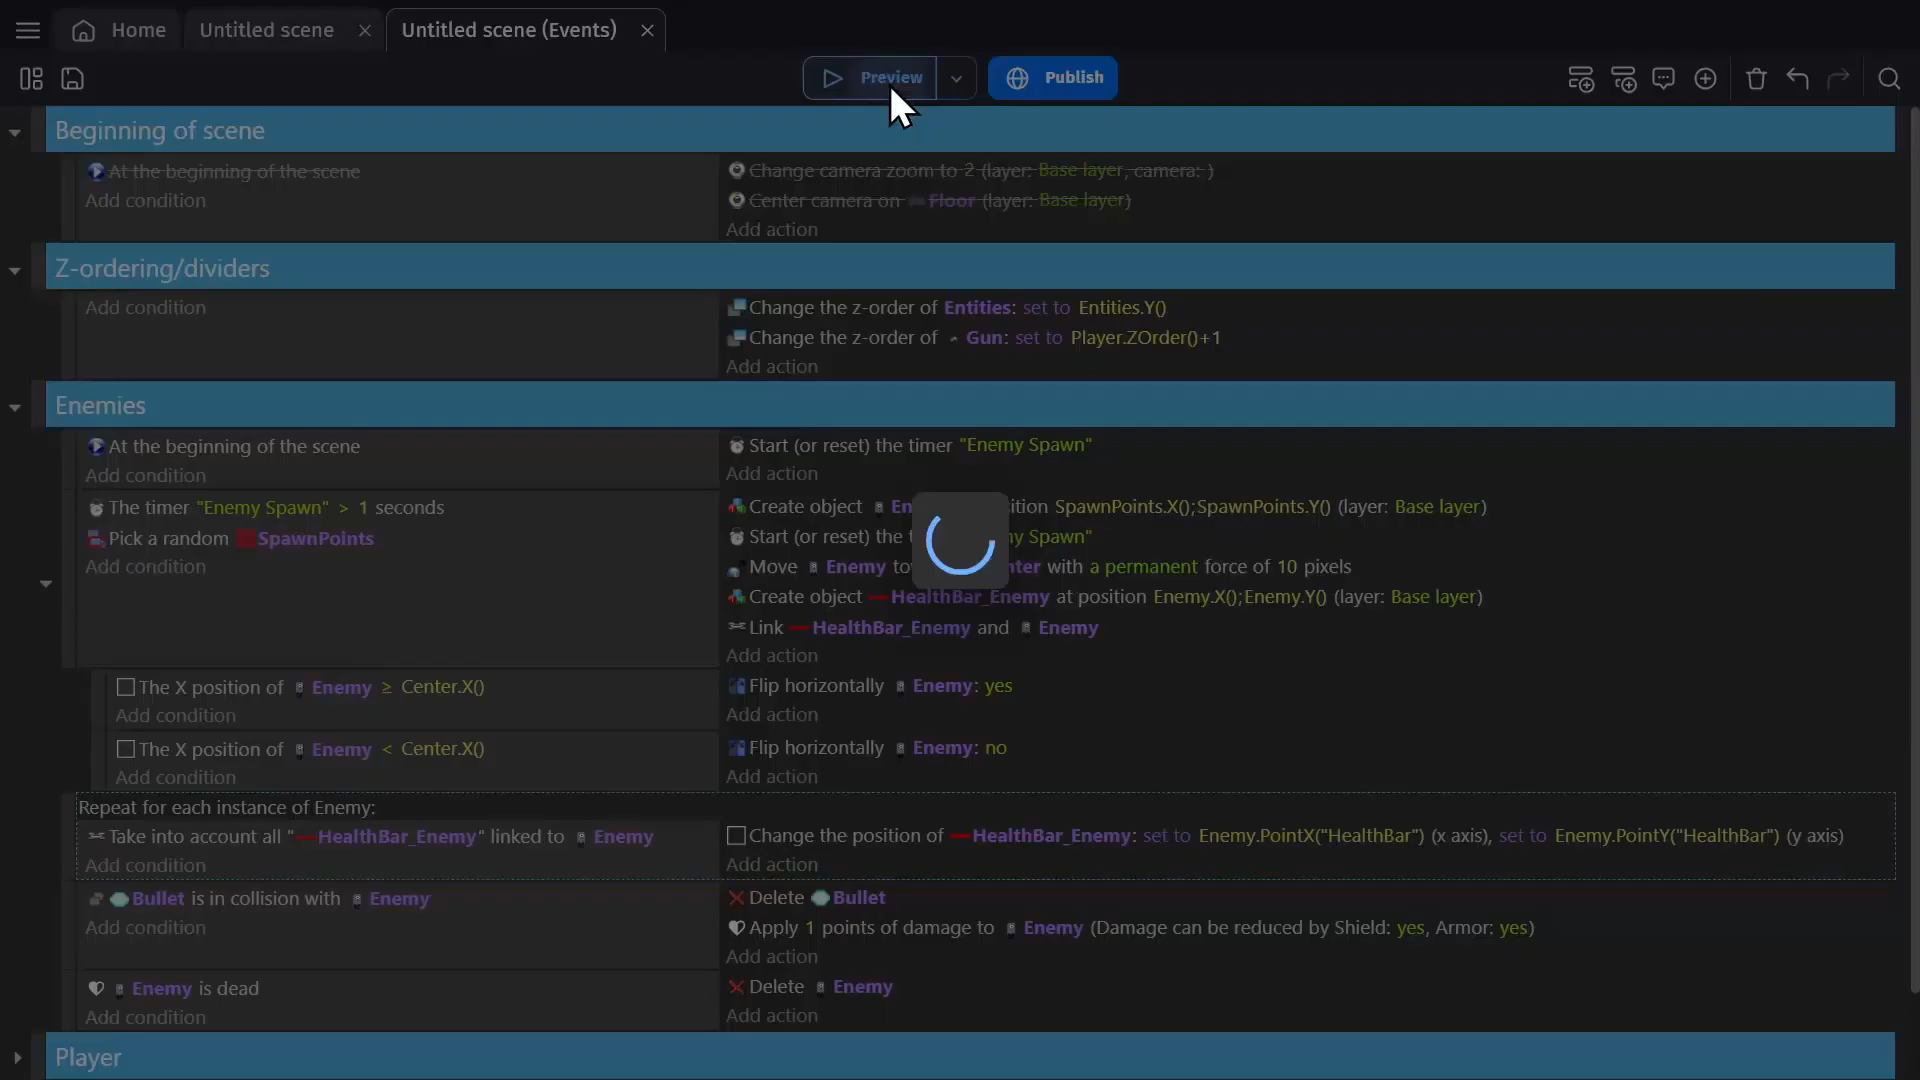 Home
Untitled scene
Untitled scene (Events)
Preview
Publish
Beginning of scene
At the beginning of the scene
Add condition
Change camera zoom to 2 (layer: Base layer, camera: )
Center camera on Floor (layer: Base layer)
Add action
Z-ordering/dividers
Add condition
Change the z-order of Entities: set to Entities.Y()
Change the z-order of Gun: set to Player.ZOrder()+1
Add action
Enemies
At the beginning of the scene
Add condition
Start (or reset) the timer "Enemy Spawn"
Add action
The timer "Enemy Spawn" > 1 seconds
Pick a random SpawnPoints
Add condition
Create object En ition SpawnPoints.X();SpawnPoints.Y() (layer: Base layer)
Start (or reset) the t my Spawn"
Move Enemy to nter with a permanent force of 10 pixels
Create object HealthBar_Enemy at position Enemy.X();Enemy.Y() (layer: Base layer)
Link HealthBar_Enemy and Enemy
Add action
The X position of Enemy ≥ Center.X()
Add condition
Flip horizontally Enemy: yes
Add action
The X position of Enemy < Center.X()
Add condition
Flip horizontally Enemy: no
Add action
Repeat for each instance of Enemy:
Take into account all "HealthBar_Enemy" linked to Enemy
Add condition
Change the position of HealthBar_Enemy: set to Enemy.PointX("HealthBar") (x axis), set to Enemy.PointY("HealthBar") (y axis)
Add action
Bullet is in collision with Enemy
Add condition
Delete Bullet
Apply 1 points of damage to Enemy (Damage can be reduced by Shield: yes, Armor: yes)
Add action
Enemy is dead
Add condition
Delete Enemy
Add action
Player